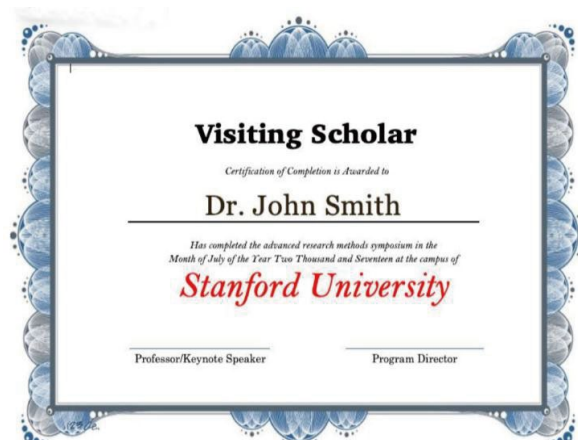 Visiting Scholar
Certification of Completion is Awarded to
Dr. John Smith
Has completed the advanced research methods symposium in the
Month of July of the Year Two Thousand and Seventeen at the campus of
Stanford University
Professor/Keynote Speaker Program Director